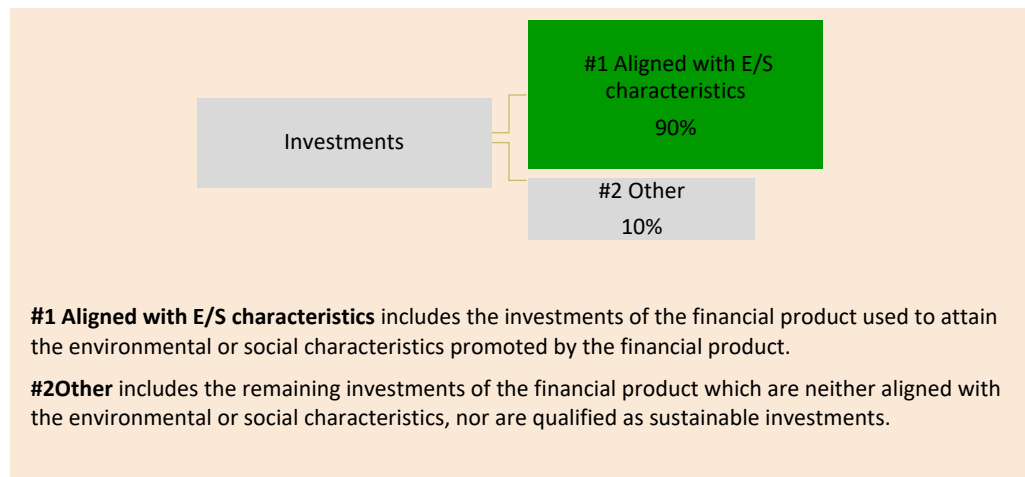 #1 Aligned with E/S
characteristics
90%
Investments
#2 Other
10%
#1 Aligned with E/S characteristics includes the investments of the financial product used to attain
the environmental or social characteristics promoted by the financial product.
#2Other includes the remaining investments of the financial product which are neither aligned with
the environmental or social characteristics, nor are qualified as sustainable investments.